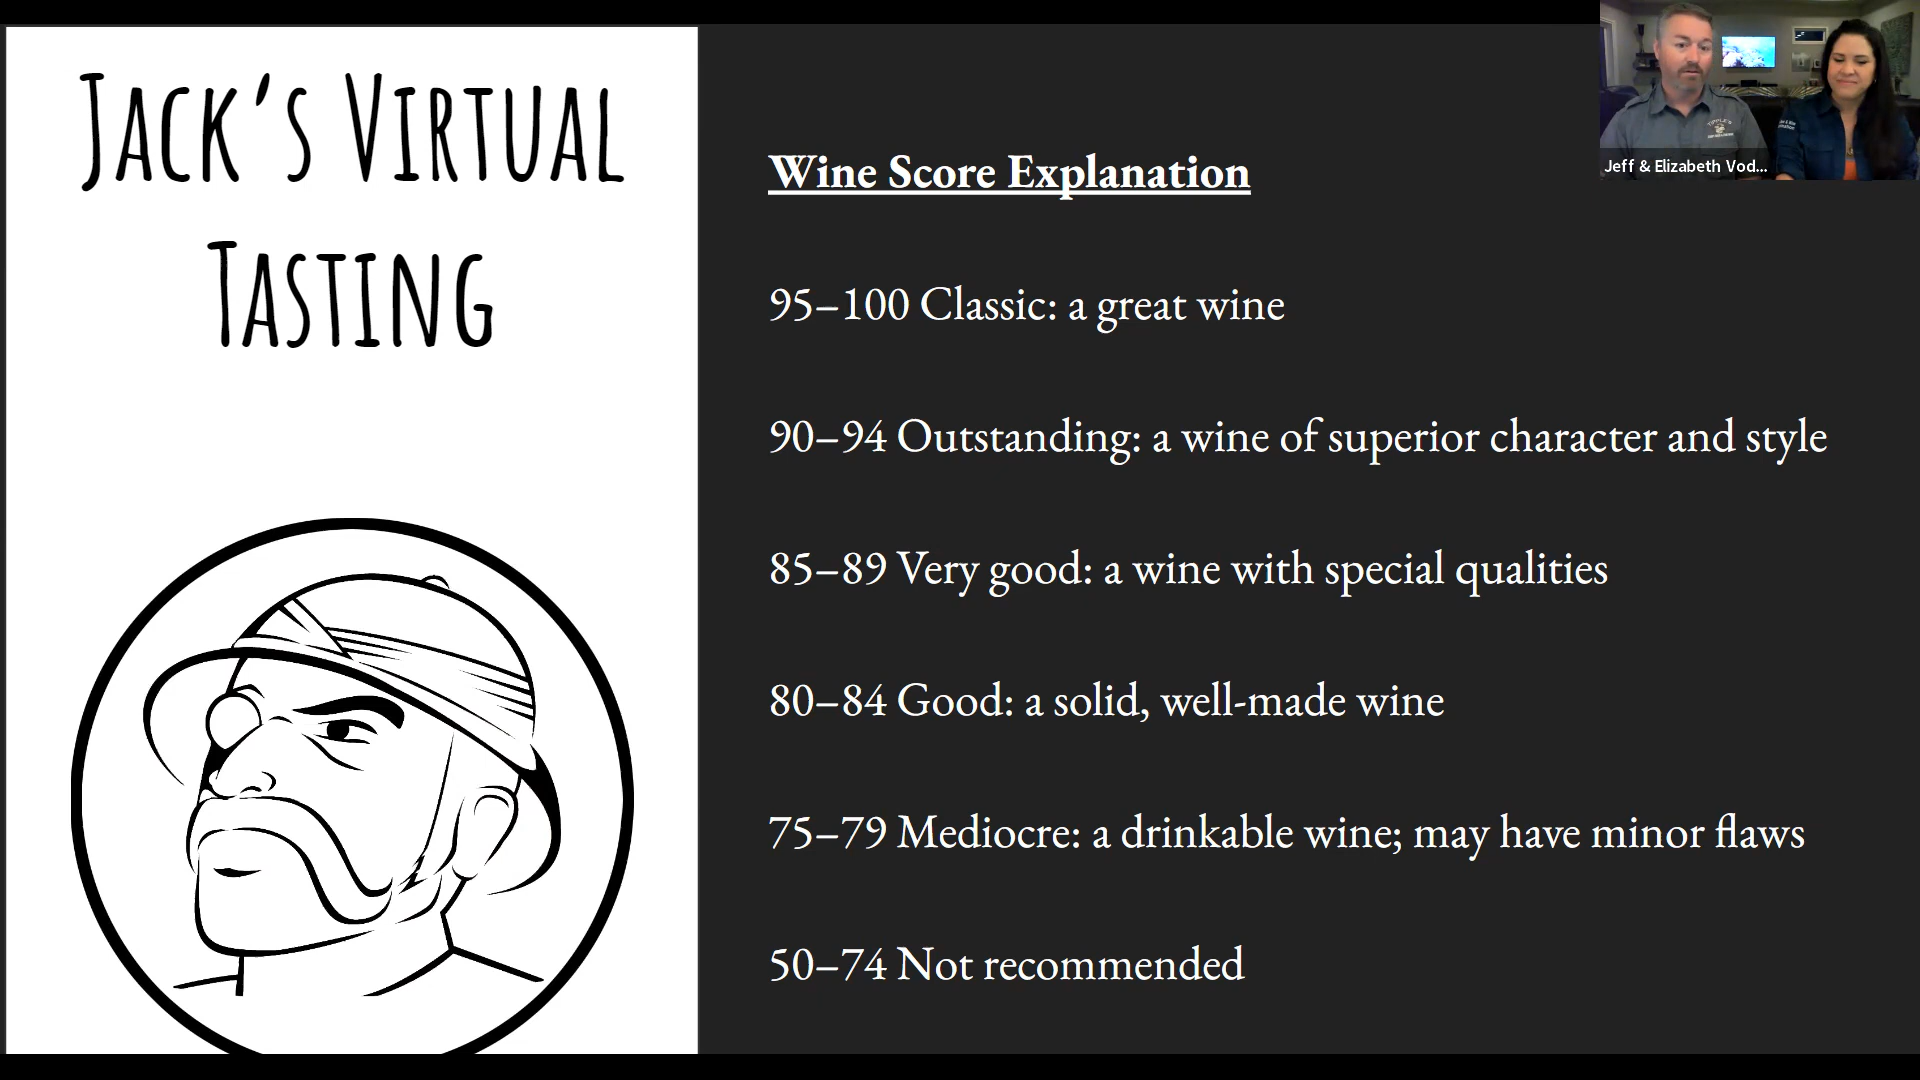 Jack's Virtual
Tasting
Wine Score Explanation
95–100 Classic: a great wine
90–94 Outstanding: a wine of superior character and style
85–89 Very good: a wine with special qualities
80–84 Good: a solid, well-made wine
75–79 Mediocre: a drinkable wine; may have minor flaws
50–74 Not recommended
TIPPLE'S
Jeff & Elizabeth Vod...